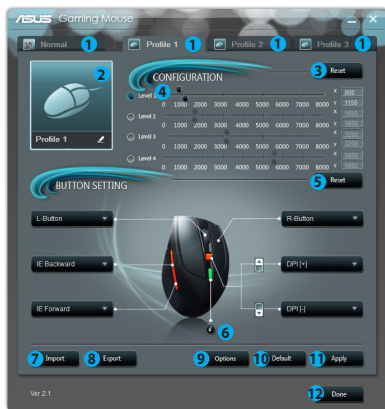 ASUS Gaming Mouse
Normal 1 Profile 1 1 Profile 2 1 Profile 3 1
2
CONFIGURATION
3 Reset
4
Level 1
0 1000 2000 3000 4000 5000 6000 7000 8000
X 800
Y 1150
Level 2
0 1000 2000 3000 4000 5000 6000 7000 8000
X
Y
Level 3
0 1000 2000 3000 4000 5000 6000 7000 8000
X
Y
Level 4
0 1000 2000 3000 4000 5000 6000 7000 8000
X
Y
Profile 1
BUTTON SETTING
5 Reset
L-Button
R-Button
IE Backward
DPI [+]
IE Forward
DPI [-]
6
7 Import 8 Export 9 Options 10 Default 11 Apply
Ver 2.1
12 Done